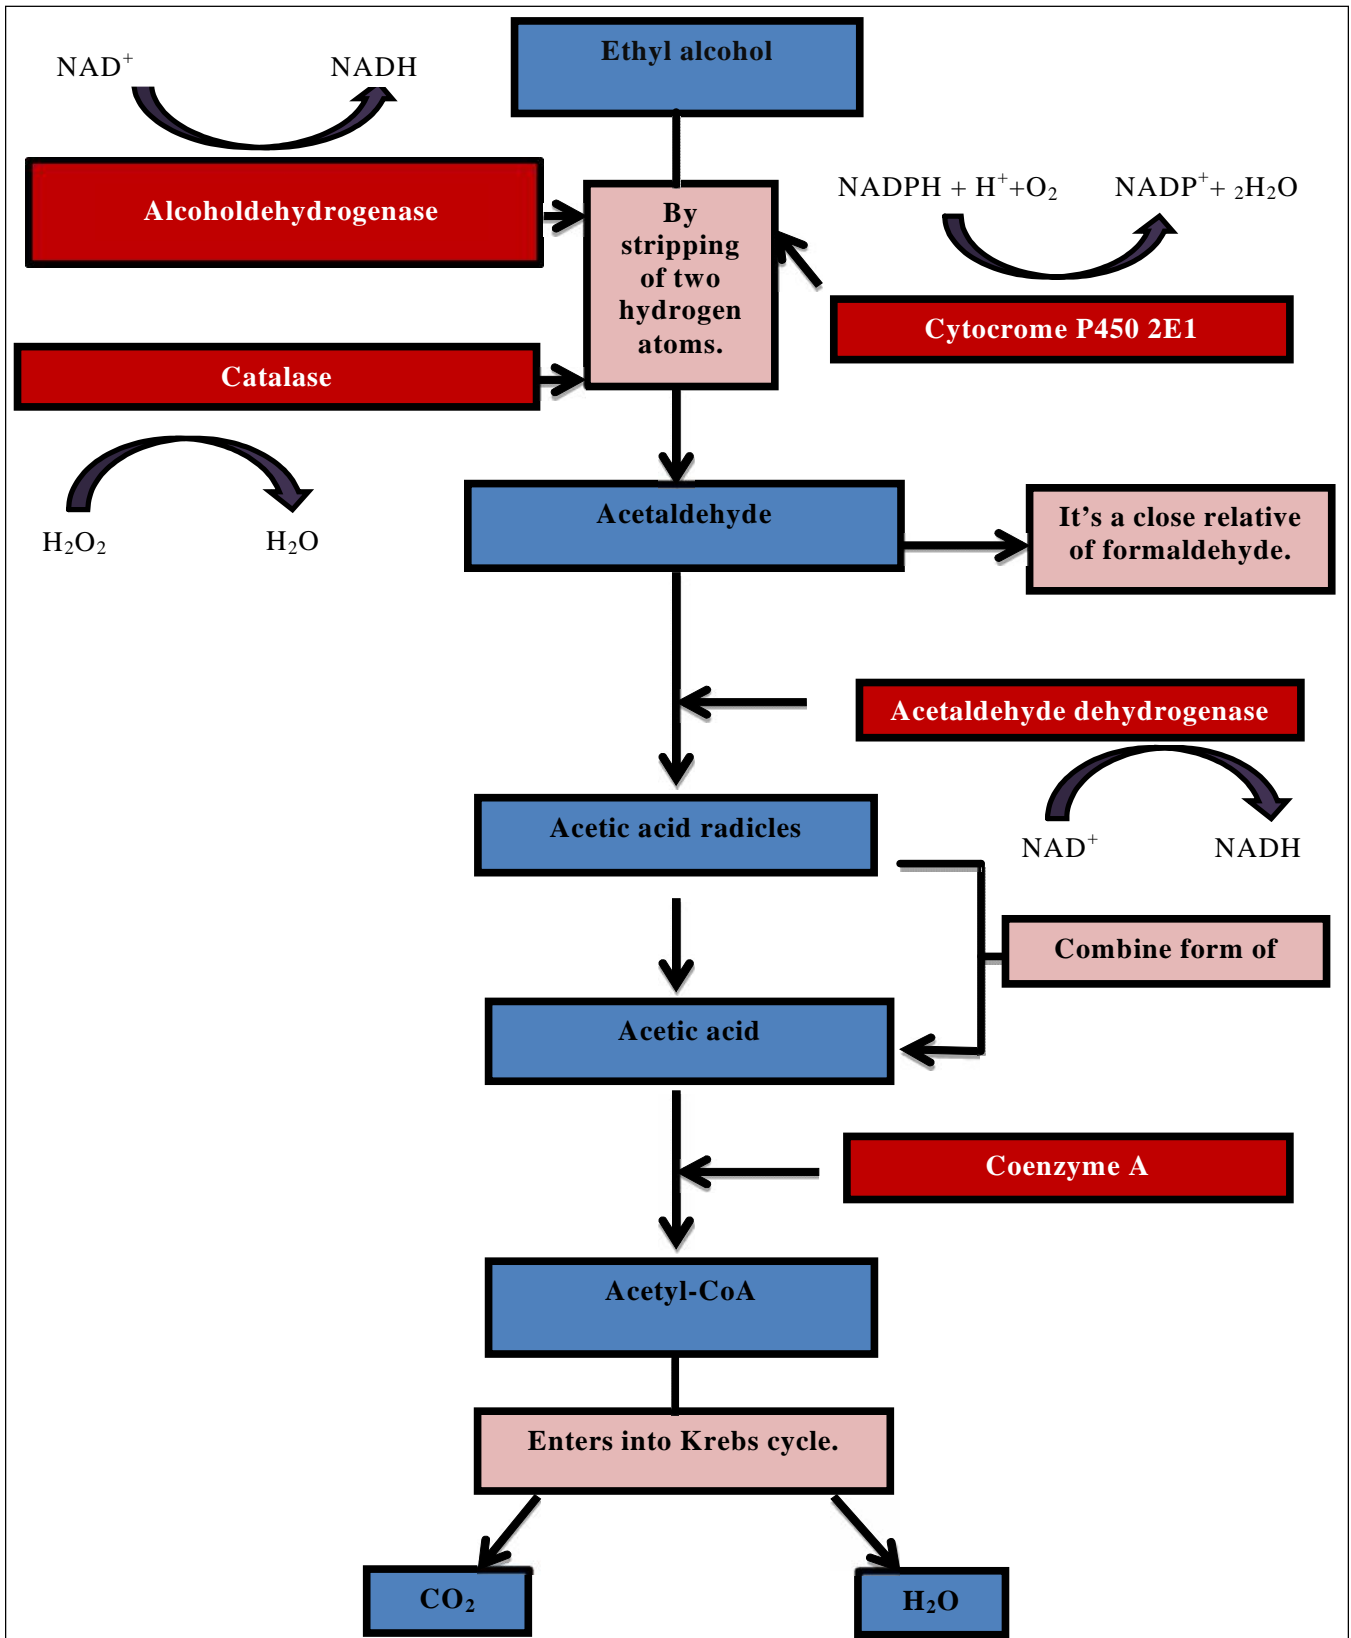 Ethyl alcohol
NAD⁺
NADH
Alcoholdehydrogenase
By
stripping
of two
hydrogen
atoms.
NADPH + H⁺+O₂
NADP⁺+ ₂H₂O
Cytocrome P450 2E1
Catalase
H₂O₂
H₂O
Acetaldehyde
It’s a close relative
of formaldehyde.
Acetaldehyde dehydrogenase
NAD⁺
NADH
Acetic acid radicles
Combine form of
Acetic acid
Coenzyme A
Acetyl-CoA
Enters into Krebs cycle.
CO₂
H₂O